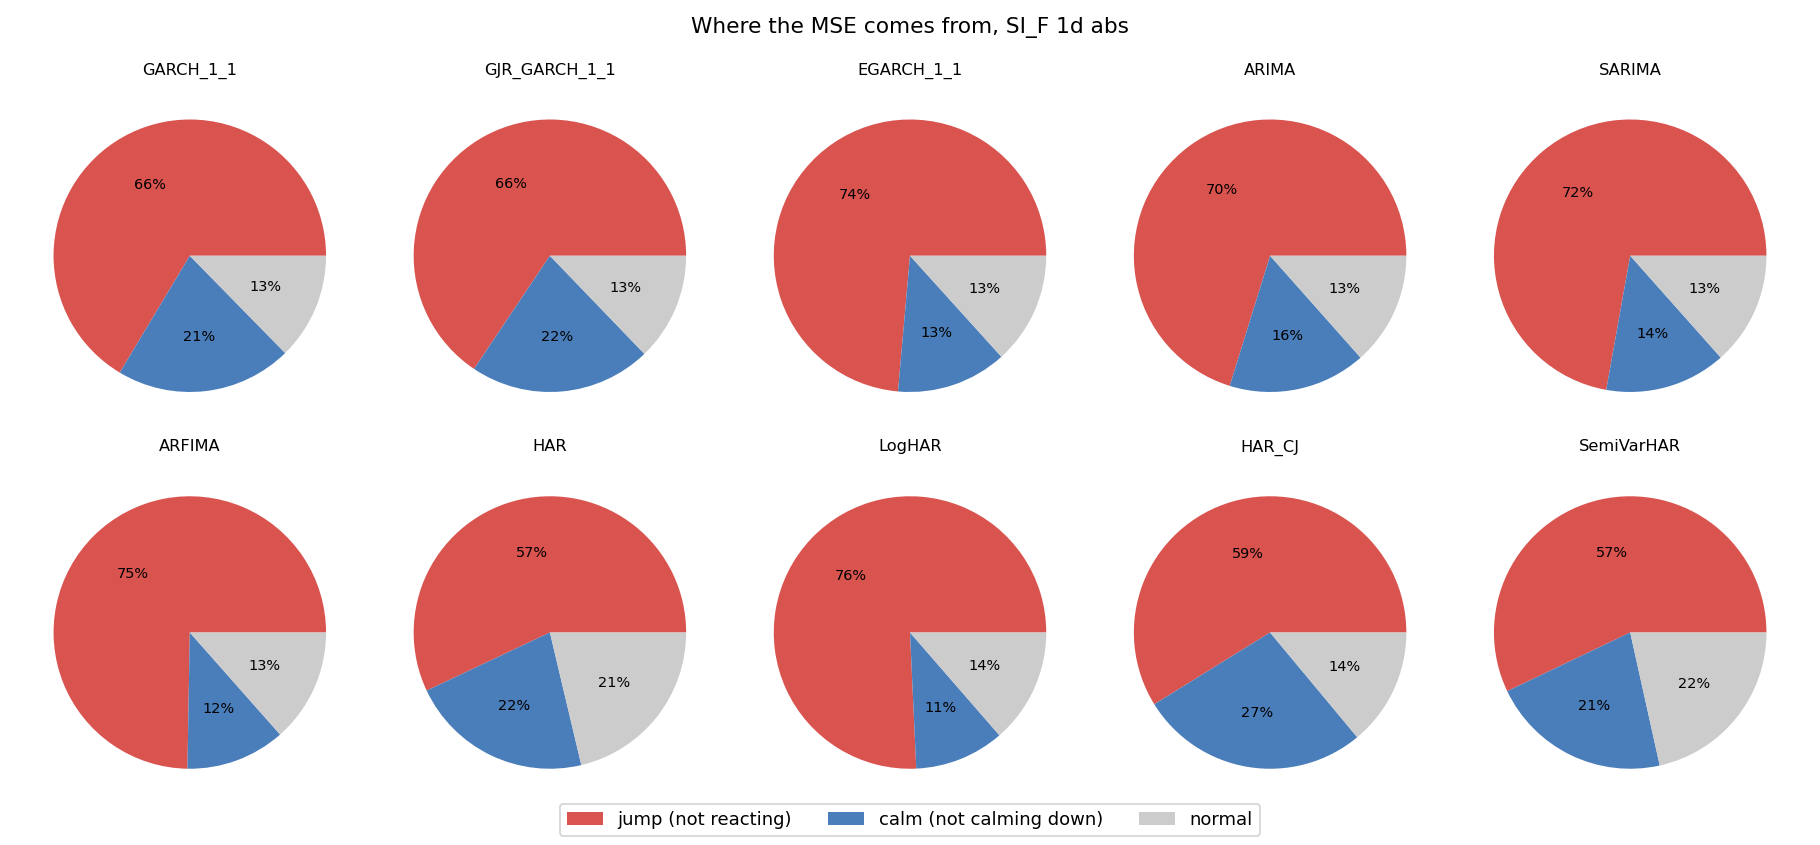 Where the MSE comes from, SI_F 1d abs
GARCH_1_1
GJR_GARCH_1_1
EGARCH_1_1
ARIMA
SARIMA
66%
21%
13%
66%
22%
13%
74%
13%
13%
70%
16%
13%
72%
14%
13%
ARFIMA
HAR
LogHAR
HAR_CJ
SemiVarHAR
75%
12%
13%
57%
22%
21%
76%
11%
14%
59%
27%
14%
57%
21%
22%
jump (not reacting)
calm (not calming down)
normal